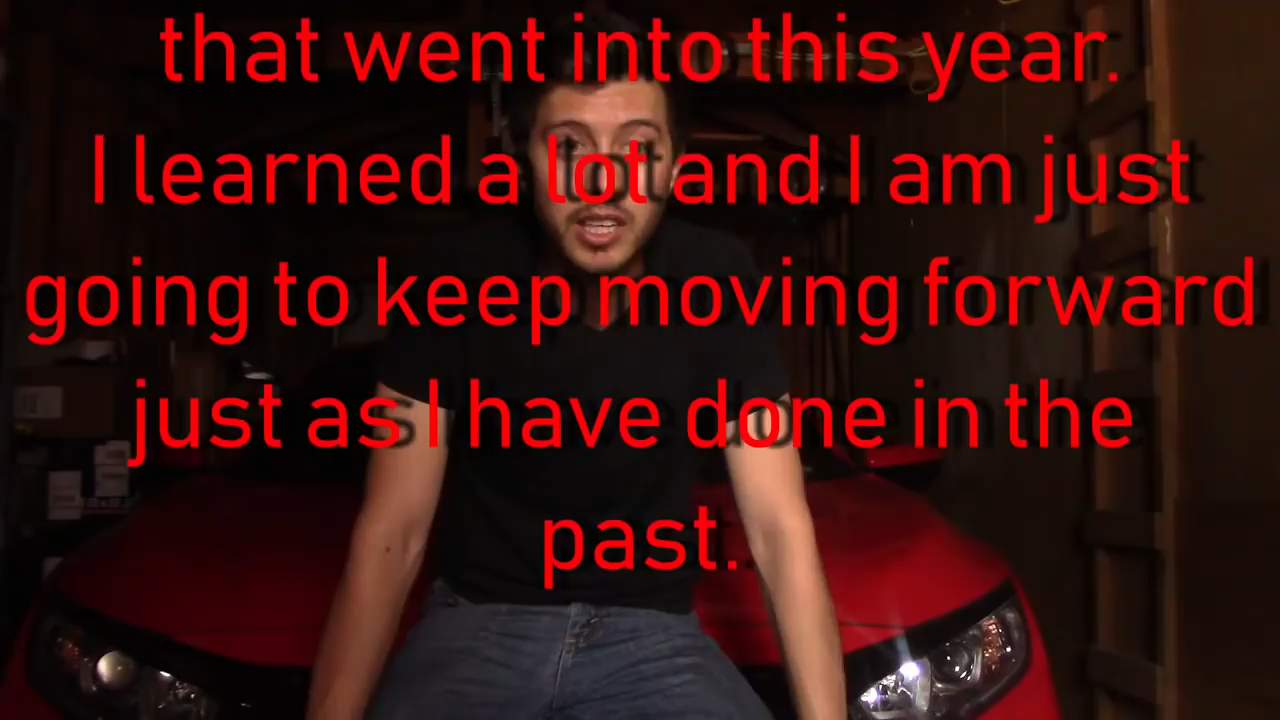 that went into this year.
I learned a lot and I am just
going to keep moving forward
just as I have done in the
past.